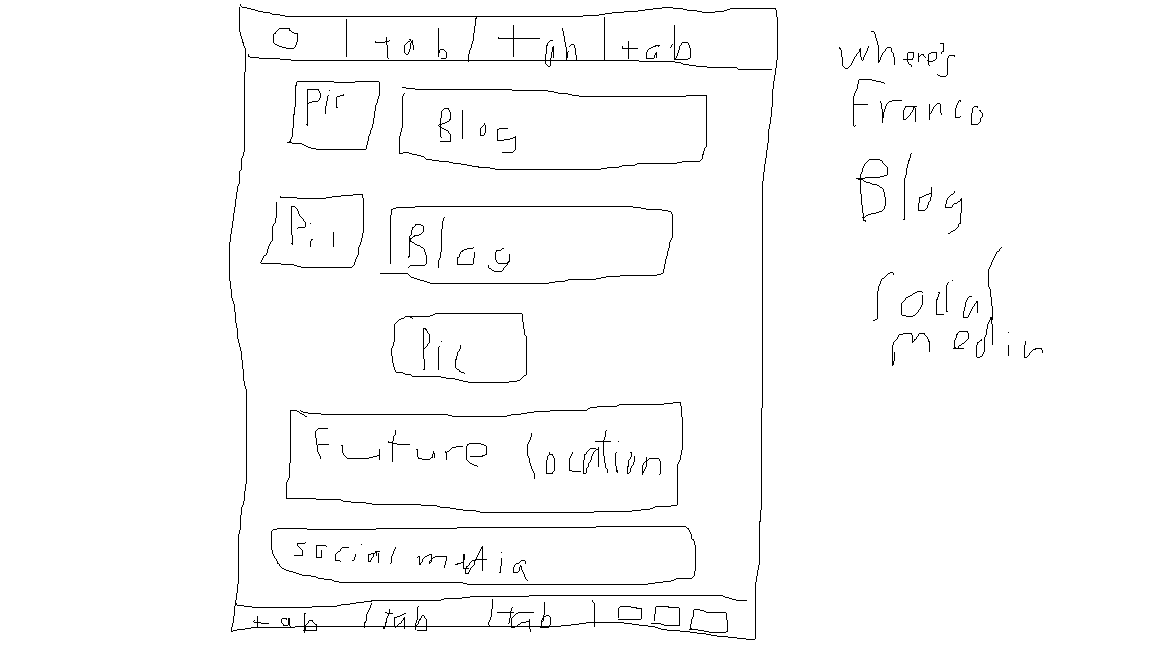 tab tab tab
Pic Blog
Pic Blog
Pic
Future location
social media
tab tab tab
where's
Franco
Blog
social
media